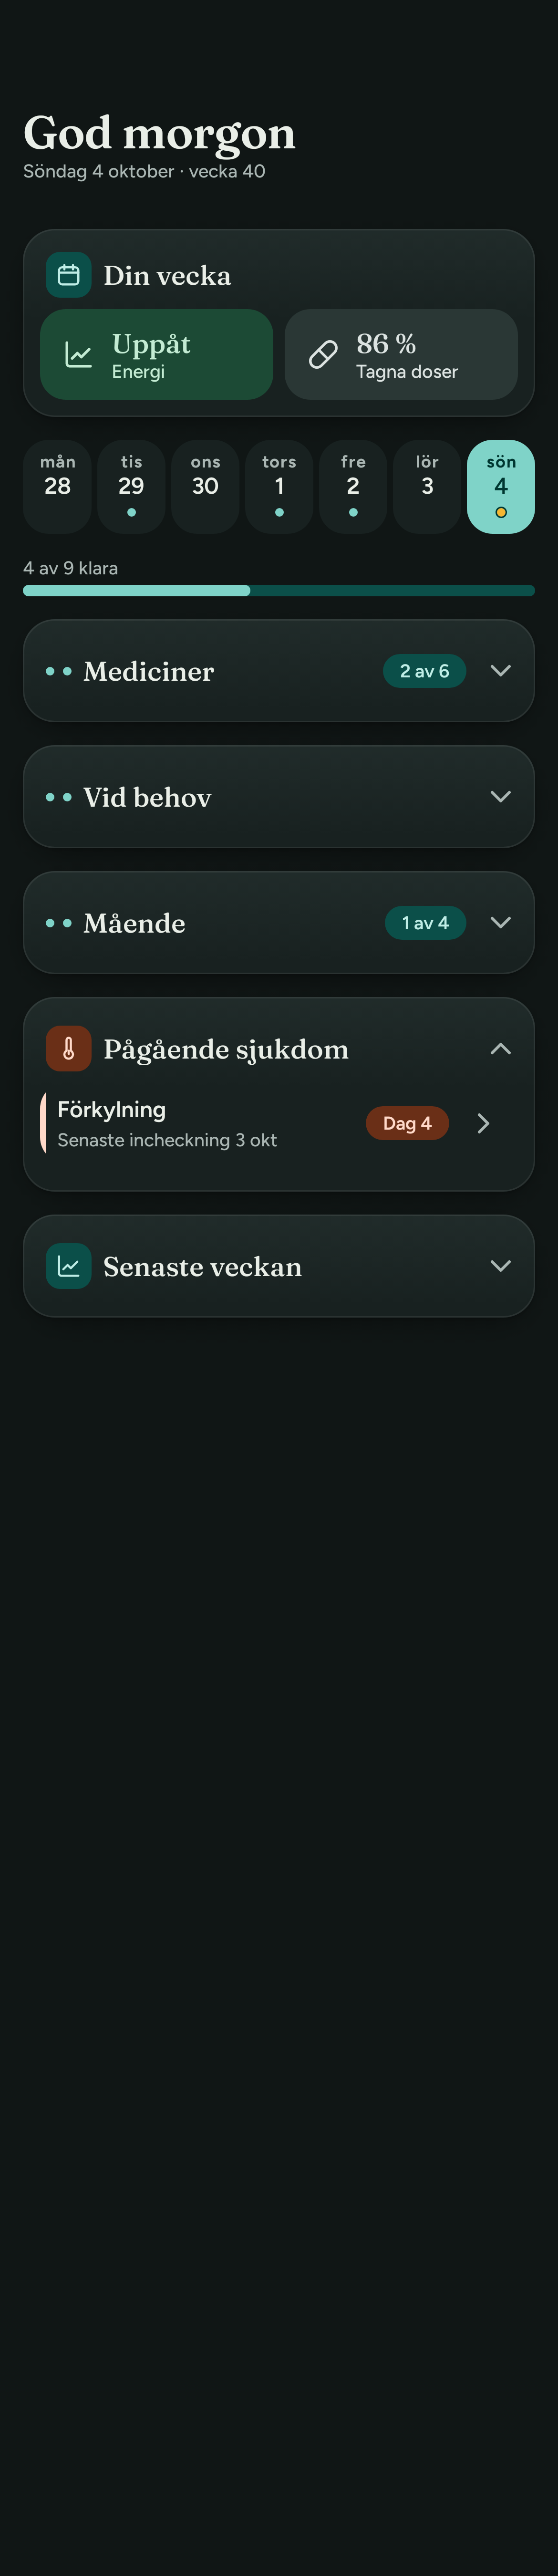 God morgon
Söndag 4 oktober · vecka 40
Din vecka
Uppåt
Energi
86 %
Tagna doser
mån tis ons tors fre lör sön
28 29 30 1 2 3 4
4 av 9 klara
Mediciner 2 av 6
Vid behov
Mående 1 av 4
Pågående sjukdom
Förkylning
Senaste incheckning 3 okt
Dag 4
Senaste veckan